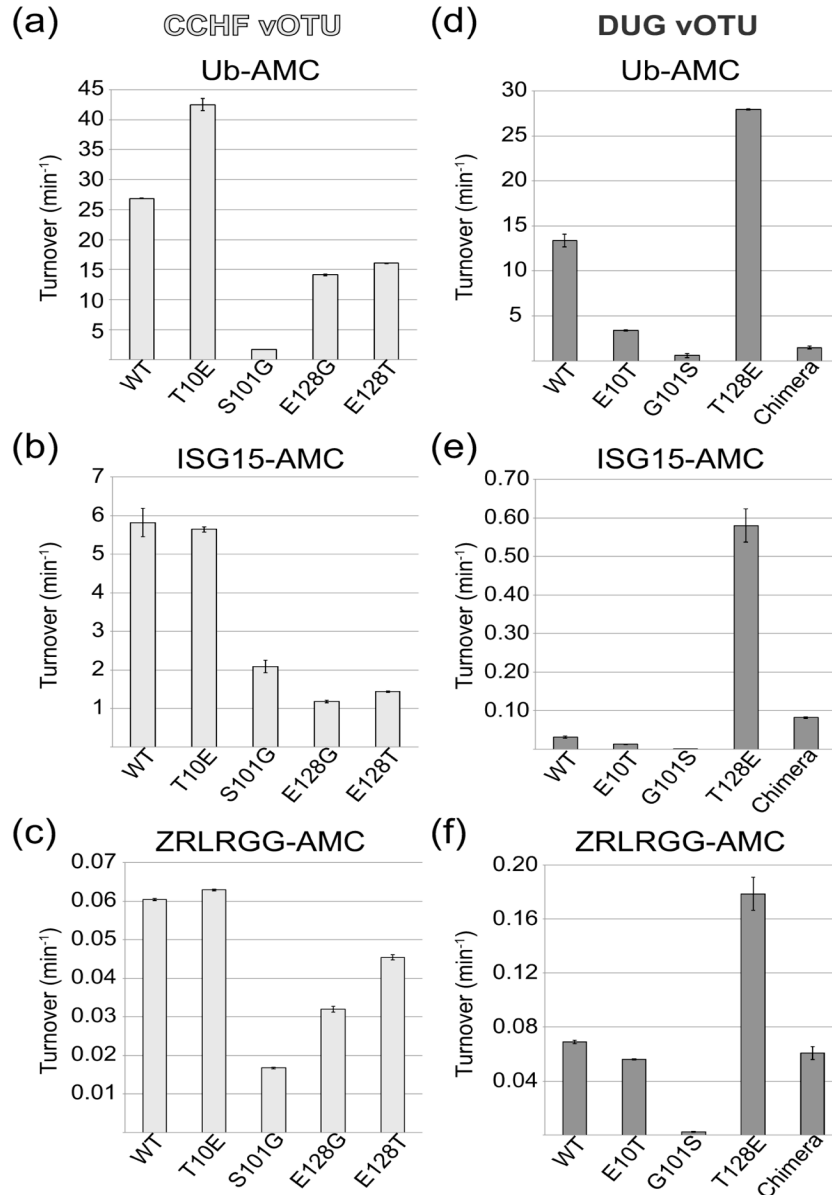 (a)
CCHF vOTU
Ub-AMC
Turnover (min-1)
45
40
35
30
25
20
15
10
5
WT
T10E
S101G
E128G
E128T
(b)
ISG15-AMC
Turnover (min-1)
7
6
5
4
3
2
1
WT
T10E
S101G
E128G
E128T
(c)
ZRLRGG-AMC
Turnover (min-1)
0.07
0.06
0.05
0.04
0.03
0.02
0.01
WT
T10E
S101G
E128G
E128T
(d)
DUG vOTU
Ub-AMC
Turnover (min-1)
30
25
20
15
10
5
WT
E10T
G101S
T128E
Chimera
(e)
ISG15-AMC
Turnover (min-1)
0.70
0.60
0.50
0.40
0.30
0.20
0.10
WT
E10T
G101S
T128E
Chimera
(f)
ZRLRGG-AMC
Turnover (min-1)
0.20
0.16
0.12
0.08
0.04
WT
E10T
G101S
T128E
Chimera